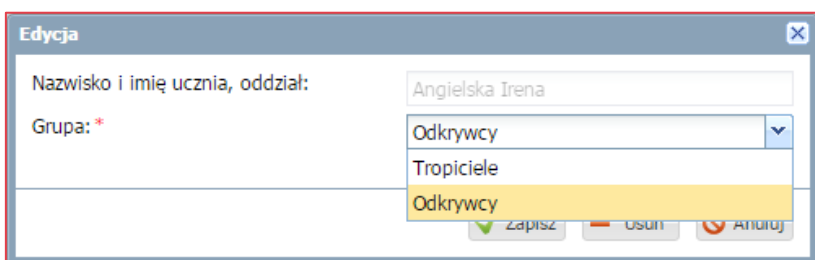 Edycja
Nazwisko i imię ucznia, oddział:
Angielska Irena
Grupa: *
Odkrywcy
Tropiciele
Odkrywcy
Zapisz
Usuń
Anuluj